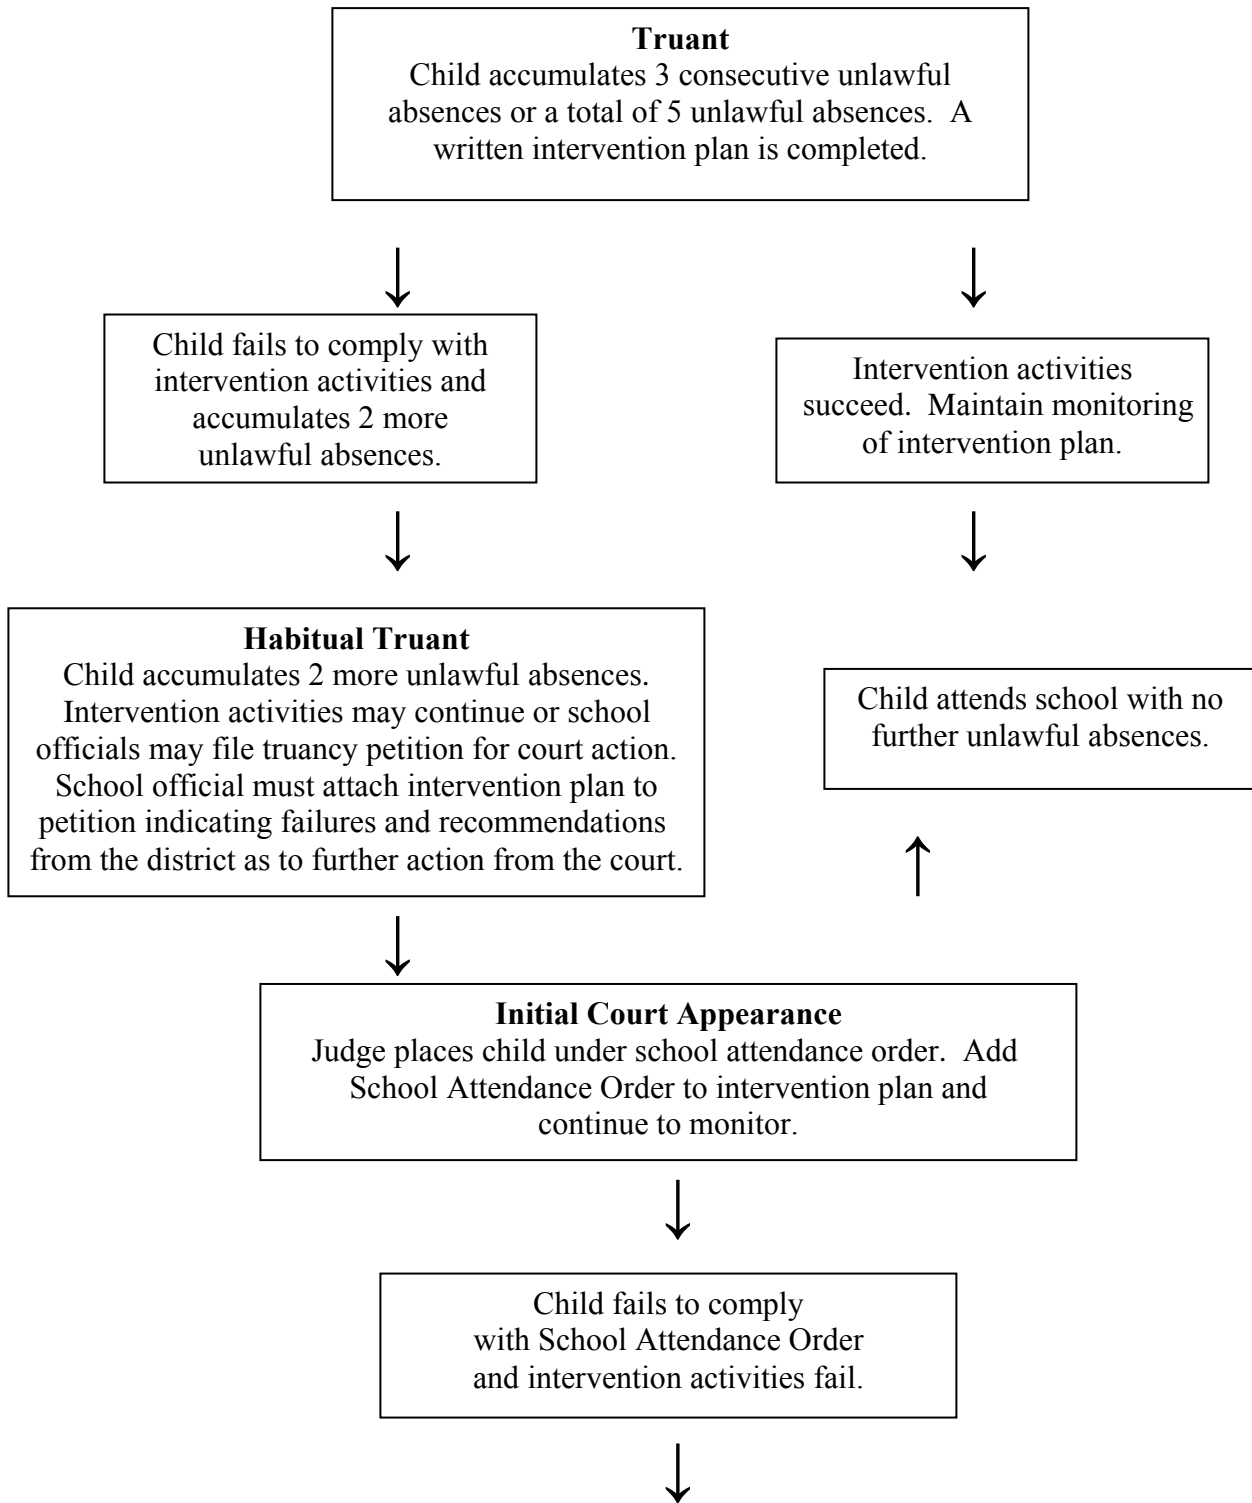 Truant
Child accumulates 3 consecutive unlawful
absences or a total of 5 unlawful absences.  A
written intervention plan is completed.
Child fails to comply with
intervention activities and
accumulates 2 more
unlawful absences.
Intervention activities
succeed.  Maintain monitoring
of intervention plan.
Habitual Truant
Child accumulates 2 more unlawful absences.
Intervention activities may continue or school
officials may file truancy petition for court action.
School official must attach intervention plan to
petition indicating failures and recommendations
from the district as to further action from the court.
Child attends school with no
further unlawful absences.
Initial Court Appearance
Judge places child under school attendance order.  Add
School Attendance Order to intervention plan and
continue to monitor.
Child fails to comply
with School Attendance Order
and intervention activities fail.